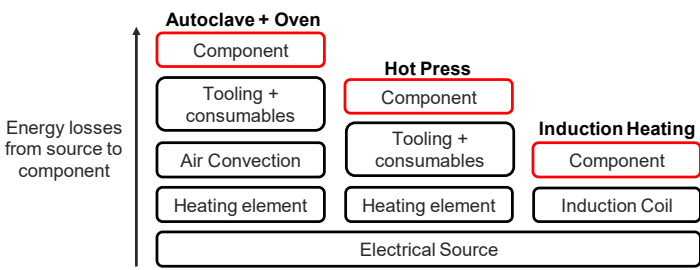 Autoclave + Oven
Component
Tooling +
consumables
Air Convection
Heating element
Hot Press
Component
Tooling +
consumables
Heating element
Induction Heating
Component
Induction Coil
Electrical Source
Energy losses
from source to
component